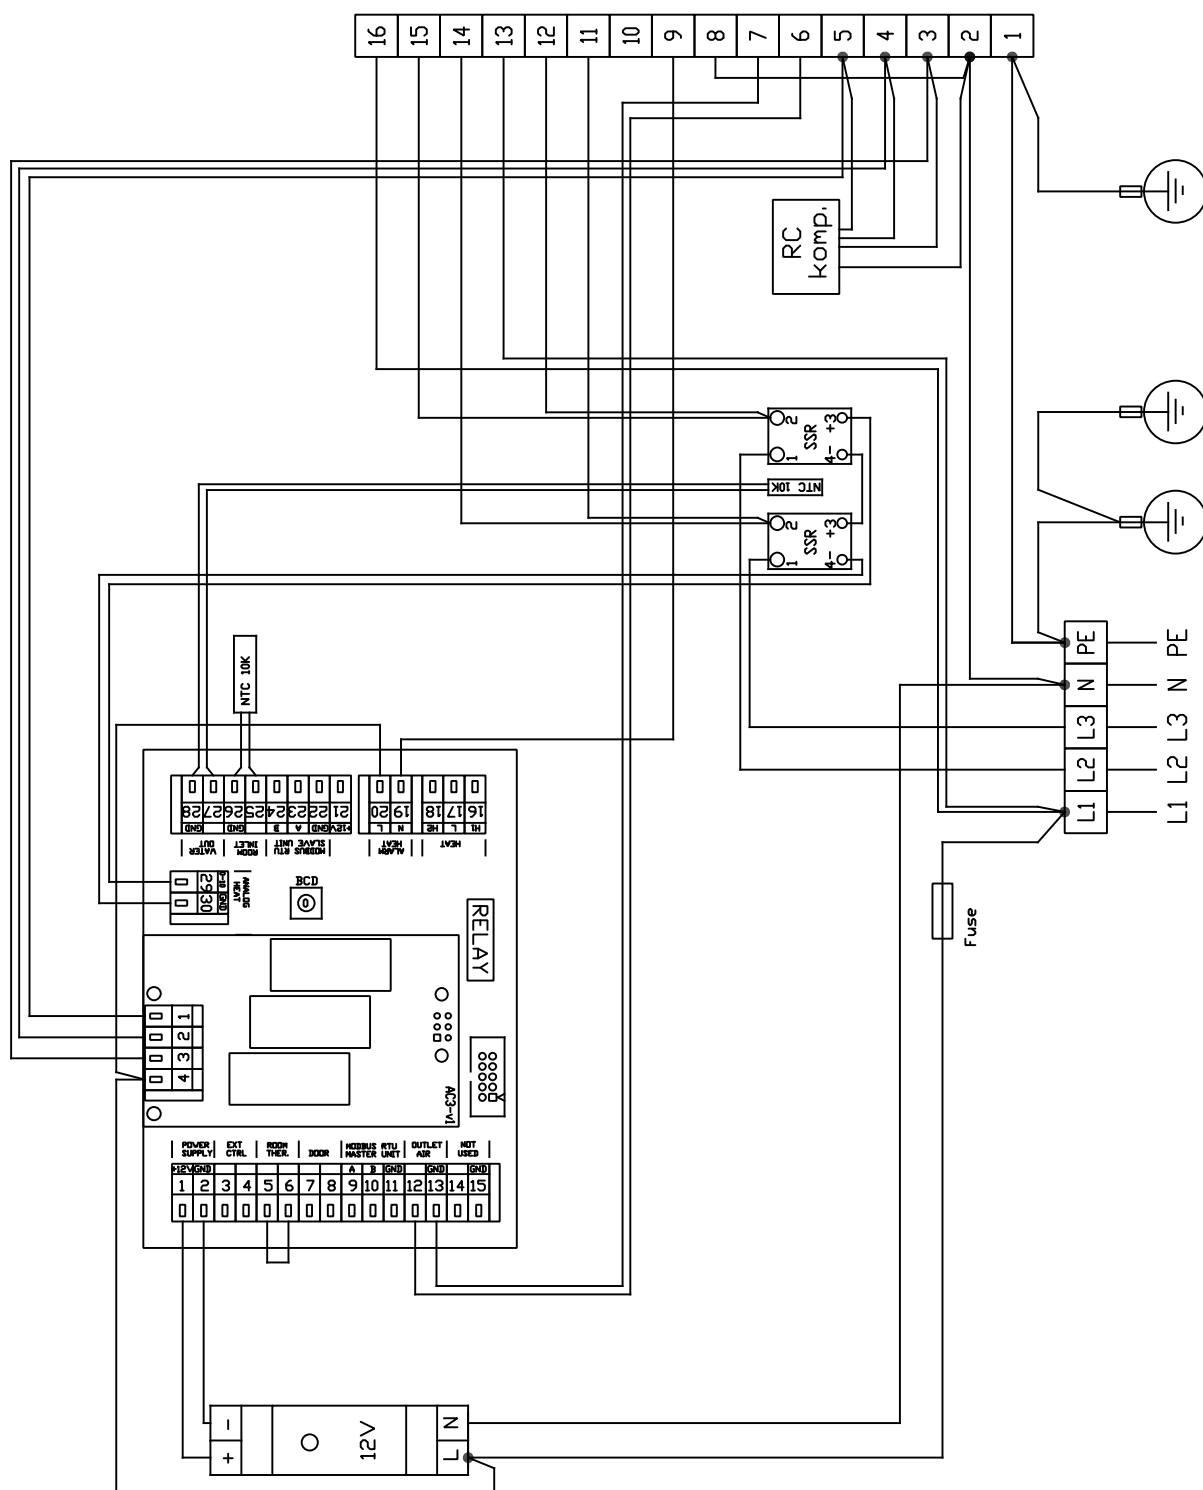 16 15 14 13 12 11 10 9 8 7 6 5 4 3 2 1
RC
komp.
2 +3
SSR
1 4-
NTC 10K
2 +3
SSR
1 4-
PE PE
N N
L3 L3
L2 L2
L1 L1
Fuse
NTC 10K
28 27 26 25 24 23 22 21
GND GND B A GND +12V
WATER OUT
ROOM INLET
MODBUS RTU SLAVE UNIT
20 19
L N
ALARM HEAT
18 17 16
H2 L H1
HEAT
29 30
0-10 GND
ANALOG HEAT
BCD
RELAY
1
2
3
4
AC3-v1
POWER SUPPLY
EXT CTRL
ROOM THER.
DOOR
MODBUS RTU MASTER UNIT
OUTLET AIR
NOT USED
+12V GND A B GND GND GND
1 2 3 4 5 6 7 8 9 10 11 12 13 14 15
- N
12V
+ L